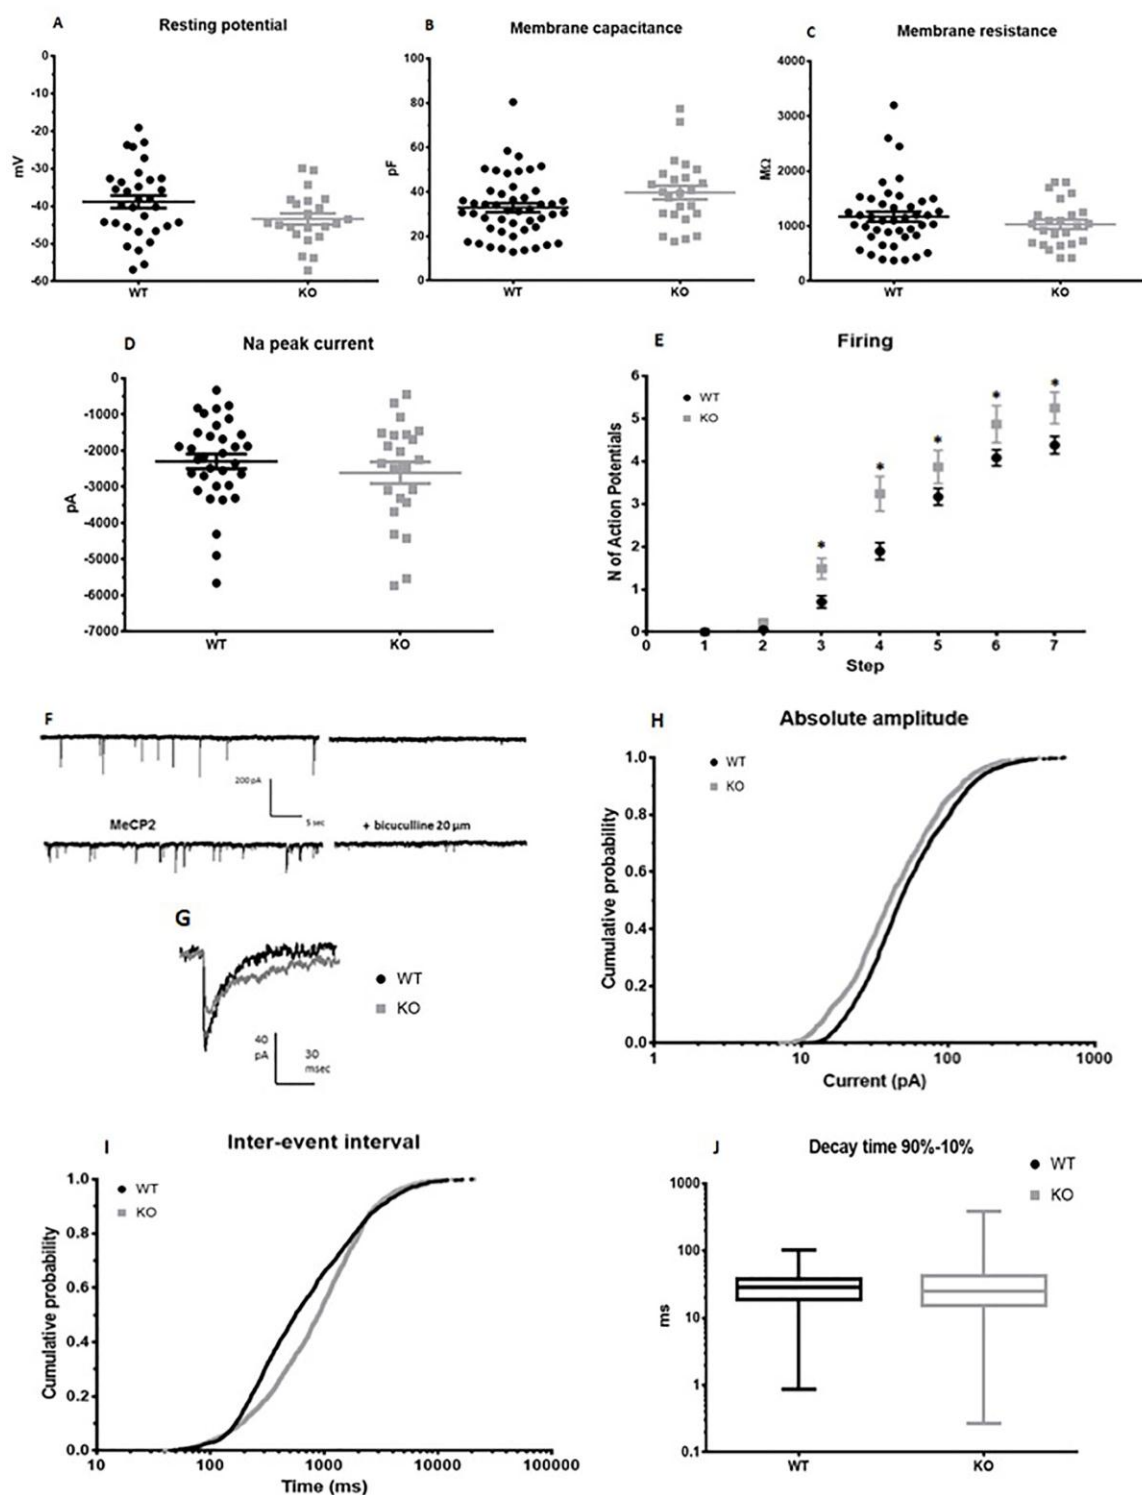 A
Resting potential
0
-10
-20
-30
-40
-50
-60
mV
WT
KO
B
Membrane capacitance
100
80
60
40
20
0
pF
WT
KO
C
Membrane resistance
4000
3000
2000
1000
0
MΩ
WT
KO
D
Na peak current
0
-1000
-2000
-3000
-4000
-5000
-6000
-7000
pA
WT
KO
E
Firing
WT
KO
6
5
4
3
2
1
0
N of Action Potentials
* * * * *
0 1 2 3 4 5 6 7
Step
F
200 pA
5 sec
MeCP2
+ bicuculline 20 µm
G
WT
KO
40
pA
30
msec
H
Absolute amplitude
WT
KO
1.0
0.8
0.6
0.4
0.2
0.0
Cumulative probability
1 10 100 1000
Current (pA)
I
Inter-event interval
WT
KO
1.0
0.8
0.6
0.4
0.2
0.0
Cumulative probability
10 100 1000 10000 100000
Time (ms)
J
Decay time 90%-10%
WT
KO
1000
100
10
1
0.1
ms
WT
KO